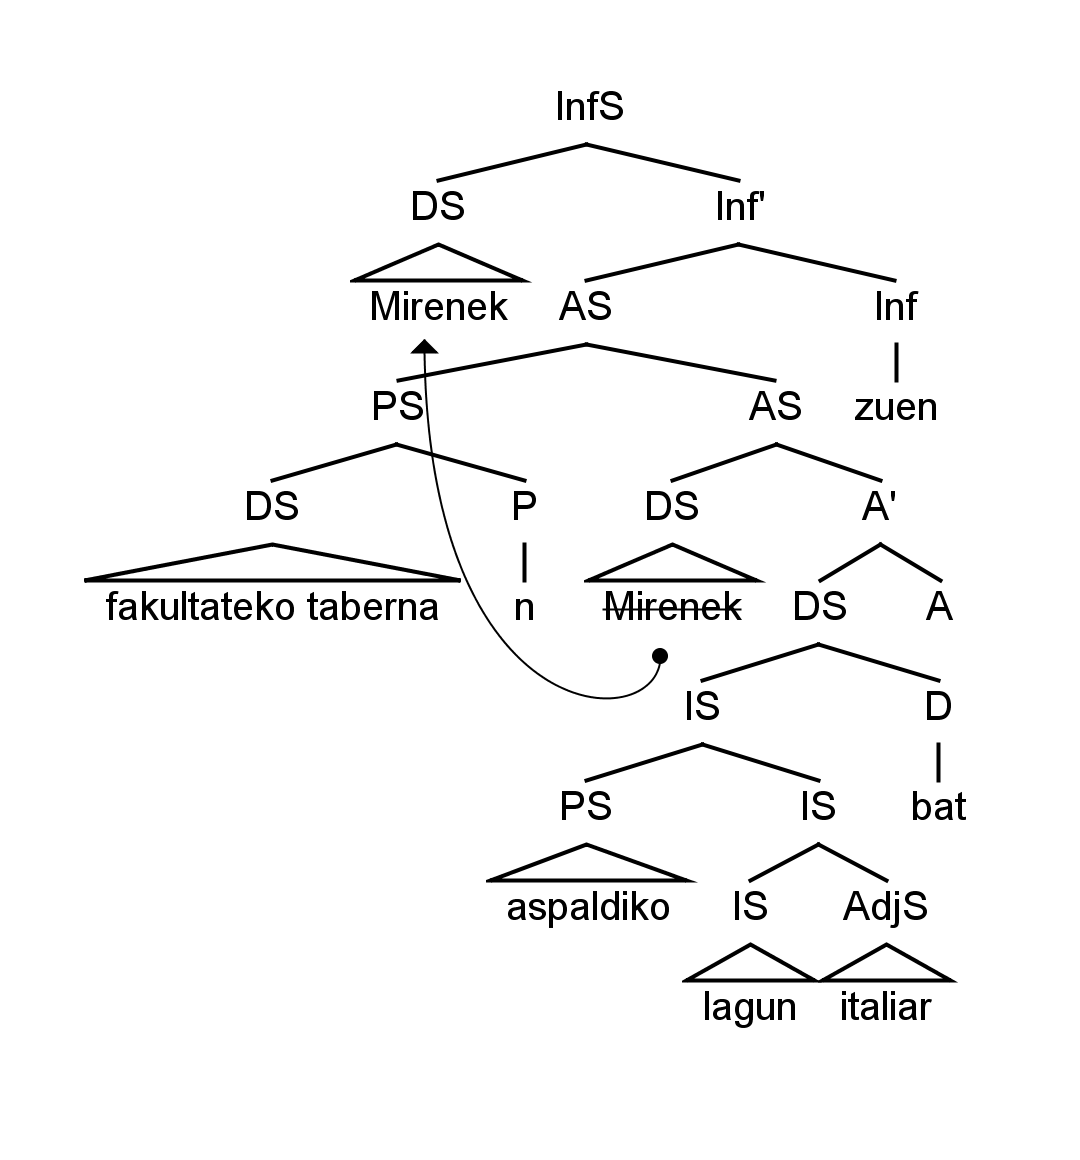 InfS
DS Inf'
Mirenek AS Inf
PS AS zuen
DS P DS A'
fakultateko taberna n Mirenek DS A
IS D
PS IS bat
aspaldiko IS AdjS
lagun italiar